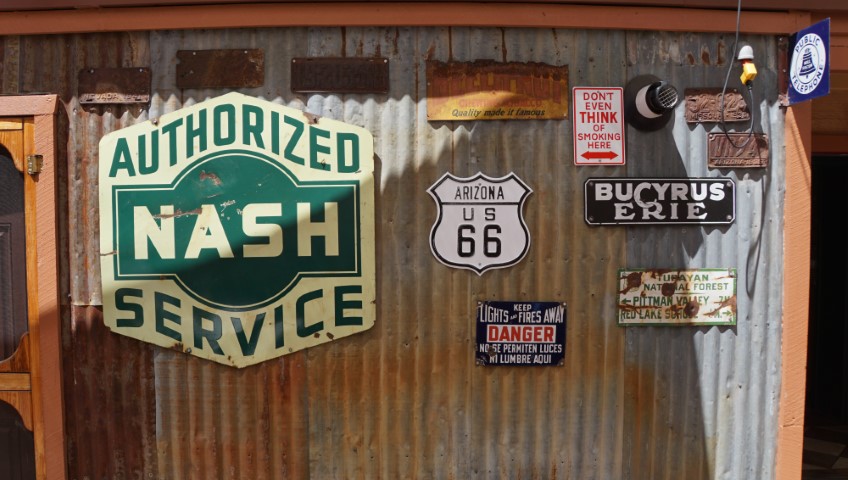 AUTHORIZED
NASH
SERVICE
Quality made it famous
ARIZONA
US
66
KEEP
LIGHTS AND FIRES AWAY
DANGER
NO SE PERMITEN LUCES
NI LUMBRE AQUI
DON'T
EVEN
THINK
OF
SMOKING
HERE
BUCYRUS
ERIE
TUSAYAN
NATIONAL FOREST
PITTMAN VALLEY
RED LAKE
PUBLIC
TELEPHONE